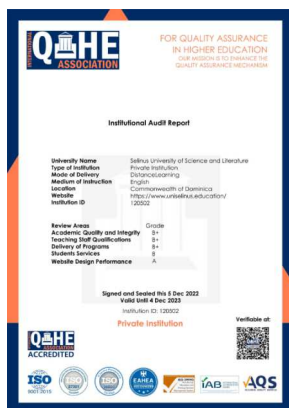 INTERNATIONAL
QAHE
ASSOCIATION
FOR QUALITY ASSURANCE
IN HIGHER EDUCATION
OUR MISSION IS TO ENHANCE THE
QUALITY ASSURANCE MECHANISM
Institutional Audit Report
University Name Selinus University of Science and Literature
Type of Institution Private Institution
Mode of Delivery DistanceLearning
Medium of Instruction English
Location Commonwealth of Dominica
Website https://www.uniselinus.education/
Institution ID 120502
Review Areas Grade
Academic Quality and Integrity B+
Teaching Staff Qualifications B+
Delivery of Programs B+
Students Services B
Website Design Performance A
Signed and Sealed this 5 Dec 2022
Valid Until 4 Dec 2025
Institution ID: 120502
Private Institution
Verifiable at:
QAHE
ACCREDITED
ISO
9001:2015
ISO
ISO
EAHEA
IAB
AQS